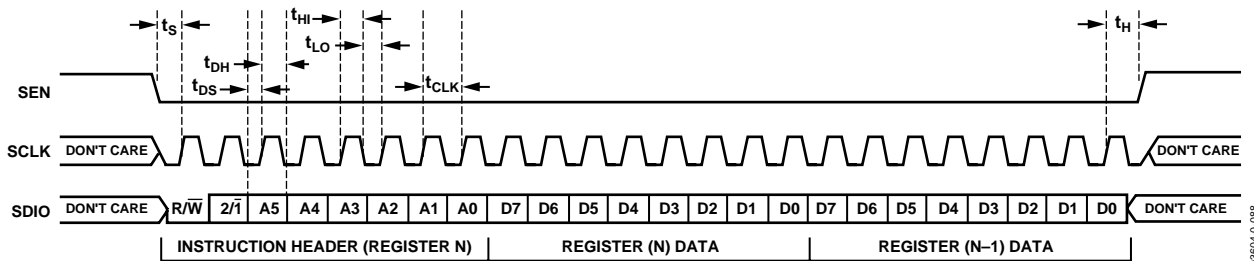 tS
tHI
tH
tLO
tDH
tCLK
tDS
SEN
SCLK DON'T CARE DON'T CARE
SDIO DON'T CARE R/W̅ 2/1̅ A5 A4 A3 A2 A1 A0 D7 D6 D5 D4 D3 D2 D1 D0 D7 D6 D5 D4 D3 D2 D1 D0 DON'T CARE
INSTRUCTION HEADER (REGISTER N) REGISTER (N) DATA REGISTER (N–1) DATA